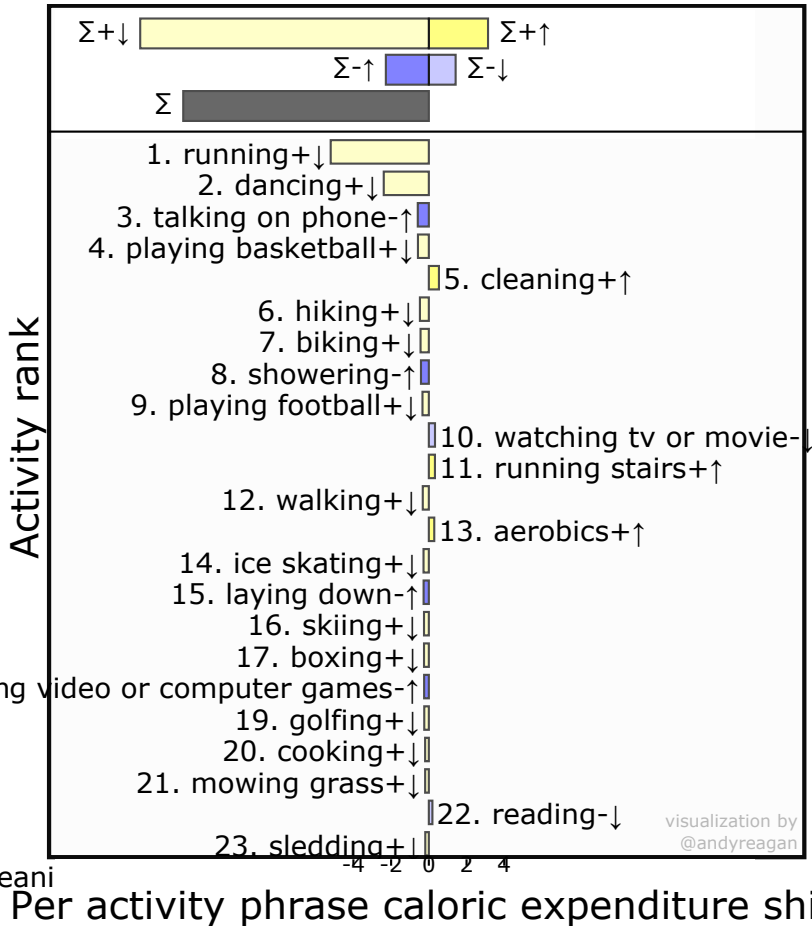 Σ+↓ Σ+↑
Σ-↑ Σ-↓
Σ
1. running+↓
2. dancing+↓
3. talking on phone-↑
4. playing basketball+↓
5. cleaning+↑
6. hiking+↓
7. biking+↓
8. showering-↑
9. playing football+↓
10. watching tv or movie-↓
11. running stairs+↑
12. walking+↓
13. aerobics+↑
14. ice skating+↓
15. laying down-↑
16. skiing+↓
17. boxing+↓
ng video or computer games-↑
19. golfing+↓
20. cooking+↓
21. mowing grass+↓
22. reading-↓
23. sledding+↓
Activity rank
visualization by
@andyreagan
-4 -2 0 2 4
eani
Per activity phrase caloric expenditure shi